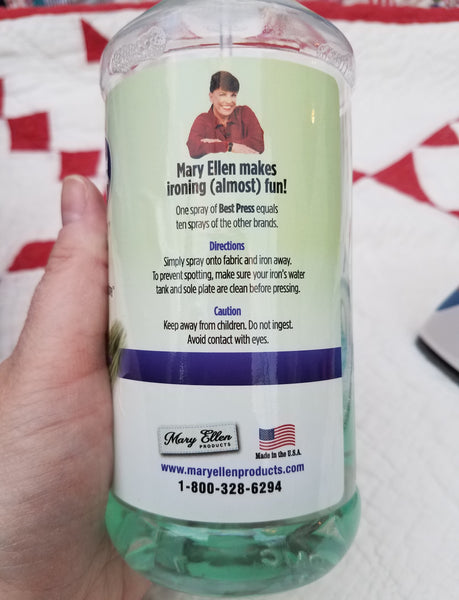 Mary Ellen makes
ironing (almost) fun!
One spray of Best Press equals
ten sprays of the other brands.
Directions
Simply spray onto fabric and iron away.
To prevent spotting, make sure your iron's water
tank and sole plate are clean before pressing.
Caution
Keep away from children. Do not ingest.
Avoid contact with eyes.
Mary Ellen
PRODUCTS
Made in the U.S.A.
www.maryellenproducts.com
1-800-328-6294